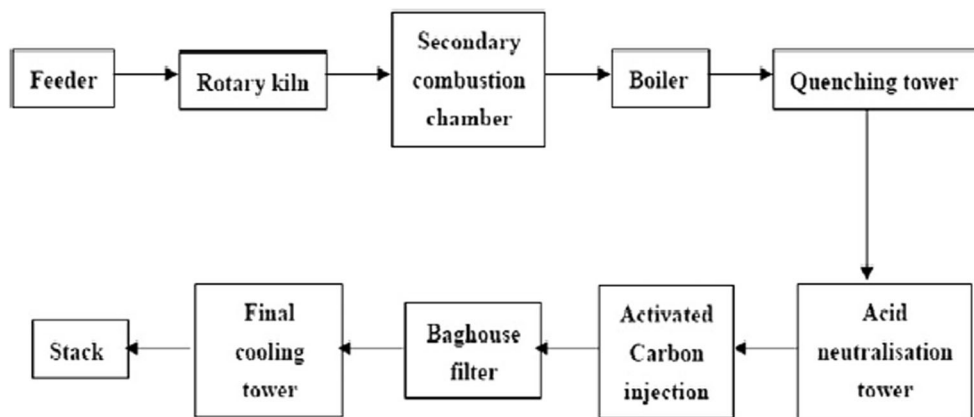 Feeder
Rotary kiln
Secondary
combustion
chamber
Boiler
Quenching tower
Acid
neutralisation
tower
Activated
Carbon
injection
Baghouse
filter
Final
cooling
tower
Stack